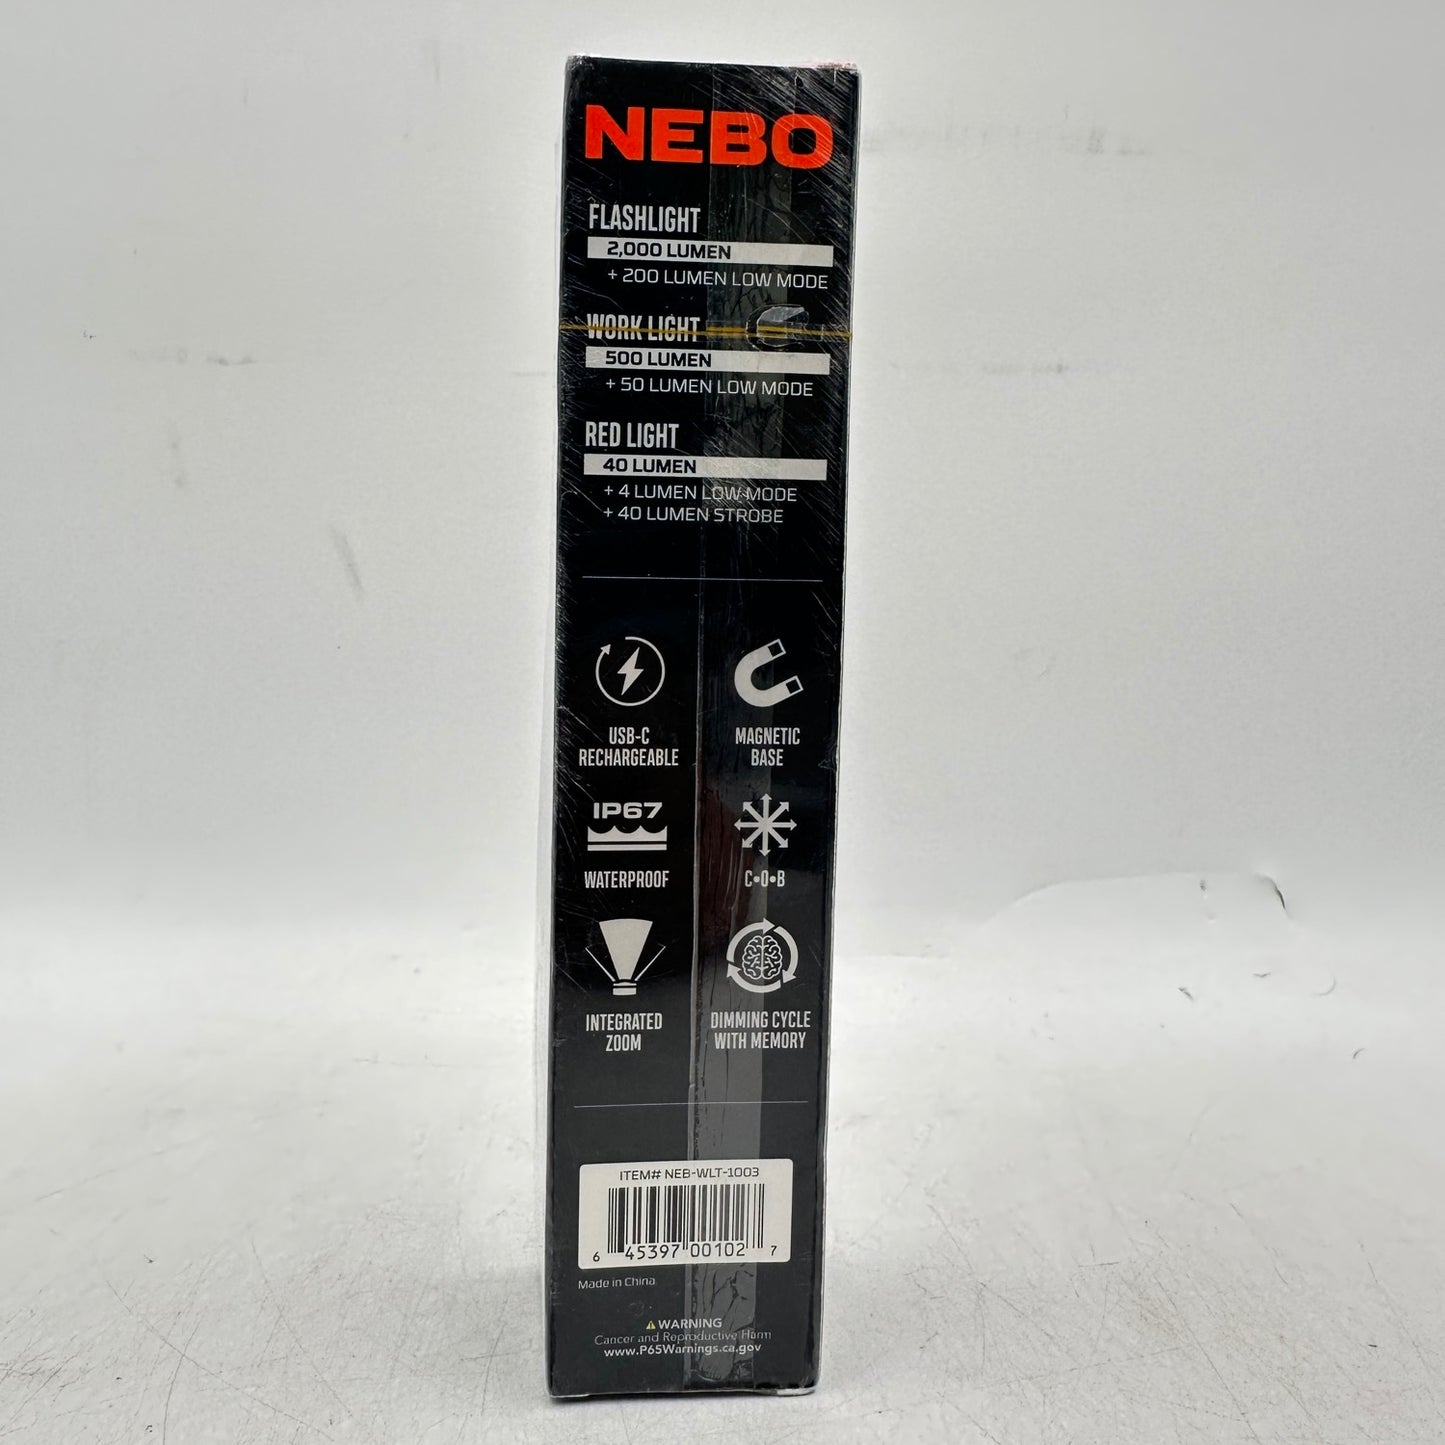 NEBO
FLASHLIGHT
2,000 LUMEN
+ 200 LUMEN LOW MODE
WORK LIGHT
500 LUMEN
+ 50 LUMEN LOW MODE
RED LIGHT
40 LUMEN
+ 4 LUMEN LOW MODE
+ 40 LUMEN STROBE
USB-C
RECHARGEABLE
MAGNETIC
BASE
IP67
WATERPROOF
C•O•B
INTEGRATED
ZOOM
DIMMING CYCLE
WITH MEMORY
ITEM# NEB-WLT-1003
6 45397 00102 7
Made in China
WARNING
Cancer and Reproductive Harm
www.P65Warnings.ca.gov